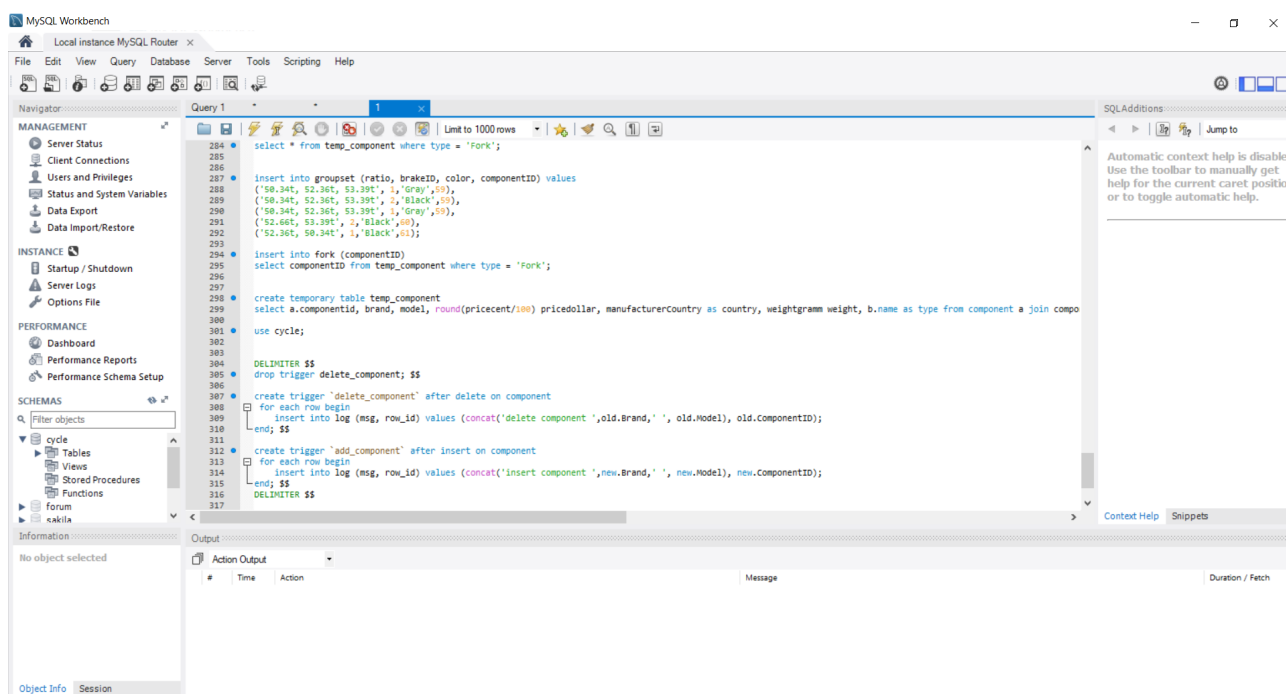 MySQL Workbench
Local instance MySQL Router ×
File Edit View Query Database Server Tools Scripting Help
Navigator
MANAGEMENT
Server Status
Client Connections
Users and Privileges
Status and System Variables
Data Export
Data Import/Restore
INSTANCE
Startup / Shutdown
Server Logs
Options File
PERFORMANCE
Dashboard
Performance Reports
Performance Schema Setup
SCHEMAS
Filter objects
cycle
Tables
Views
Stored Procedures
Functions
forum
sakila
Information
No object selected
Object Info Session
Query 1 * * 1 ×
Limit to 1000 rows
284 select * from temp_component where type = 'Fork';
285
286
287 insert into groupset (ratio, brakeID, color, componentID) values
288 ('50.34t, 52.36t, 53.39t', 1,'Gray',59),
289 ('50.34t, 52.36t, 53.39t', 2,'Black',59),
290 ('50.34t, 52.36t, 53.39t', 1,'Gray',59),
291 ('52.66t, 53.39t', 2,'Black',60),
292 ('52.36t, 50.34t', 1,'Black',61);
293
294 insert into fork (componentID)
295 select componentID from temp_component where type = 'Fork';
296
297
298 create temporary table temp_component
299 select a.componentid, brand, model, round(pricecent/100) pricedollar, manufacturerCountry as country, weightgramm weight, b.name as type from component a join compo
300
301 use cycle;
302
303
304 DELIMITER $$
305 drop trigger delete_component; $$
306
307 create trigger `delete_component` after delete on component
308 for each row begin
309 insert into log (msg, row_id) values (concat('delete component ',old.Brand,' ', old.Model), old.ComponentID);
310 end; $$
311
312 create trigger `add_component` after insert on component
313 for each row begin
314 insert into log (msg, row_id) values (concat('insert component ',new.Brand,' ', new.Model), new.ComponentID);
315 end; $$
316 DELIMITER $$
317
Output
Action Output
# Time Action Message Duration / Fetch
SQLAdditions
Jump to
Automatic context help is disable
Use the toolbar to manually get
help for the current caret positio
or to toggle automatic help.
Context Help Snippets